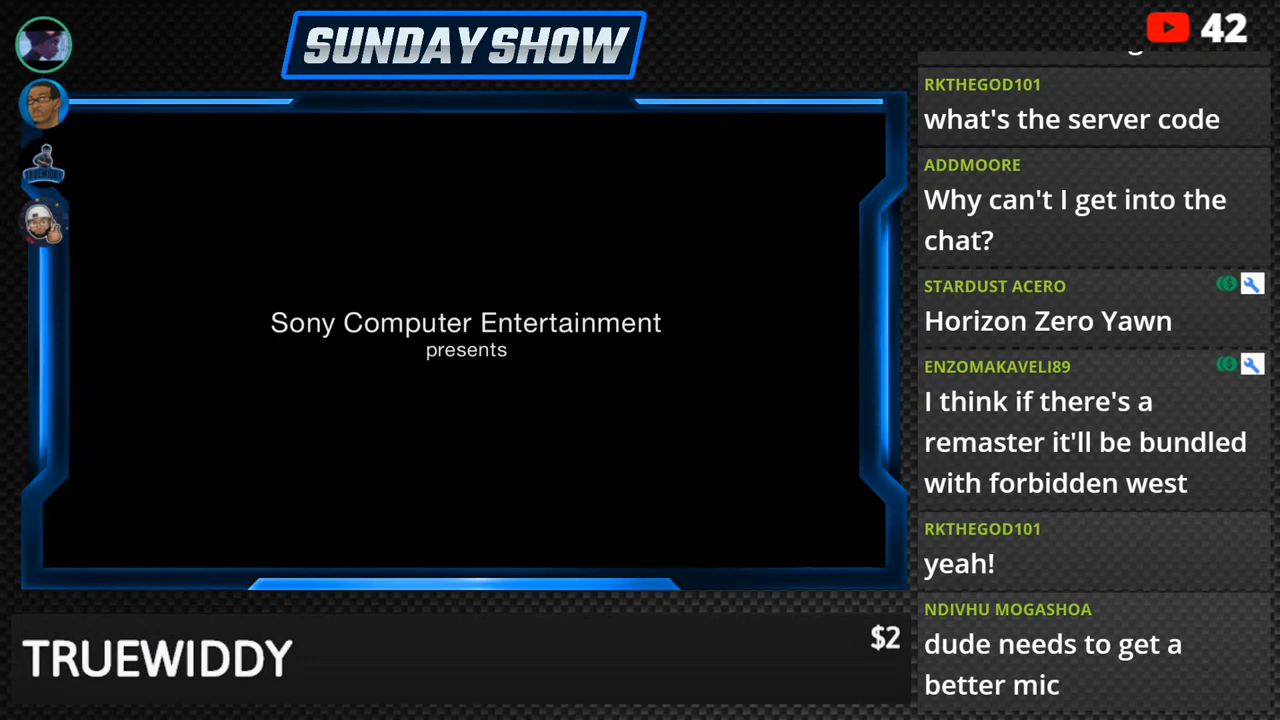 SUNDAY SHOW
42
Sony Computer Entertainment
presents
TRUEWIDDY
TRUEWIDDY
$2
RKTHEGOD101
what's the server code
ADDMOORE
Why can't I get into the
chat?
STARDUST ACERO
Horizon Zero Yawn
ENZOMAKAVELI89
I think if there's a
remaster it'll be bundled
with forbidden west
RKTHEGOD101
yeah!
NDIVHU MOGASHOA
dude needs to get a
better mic